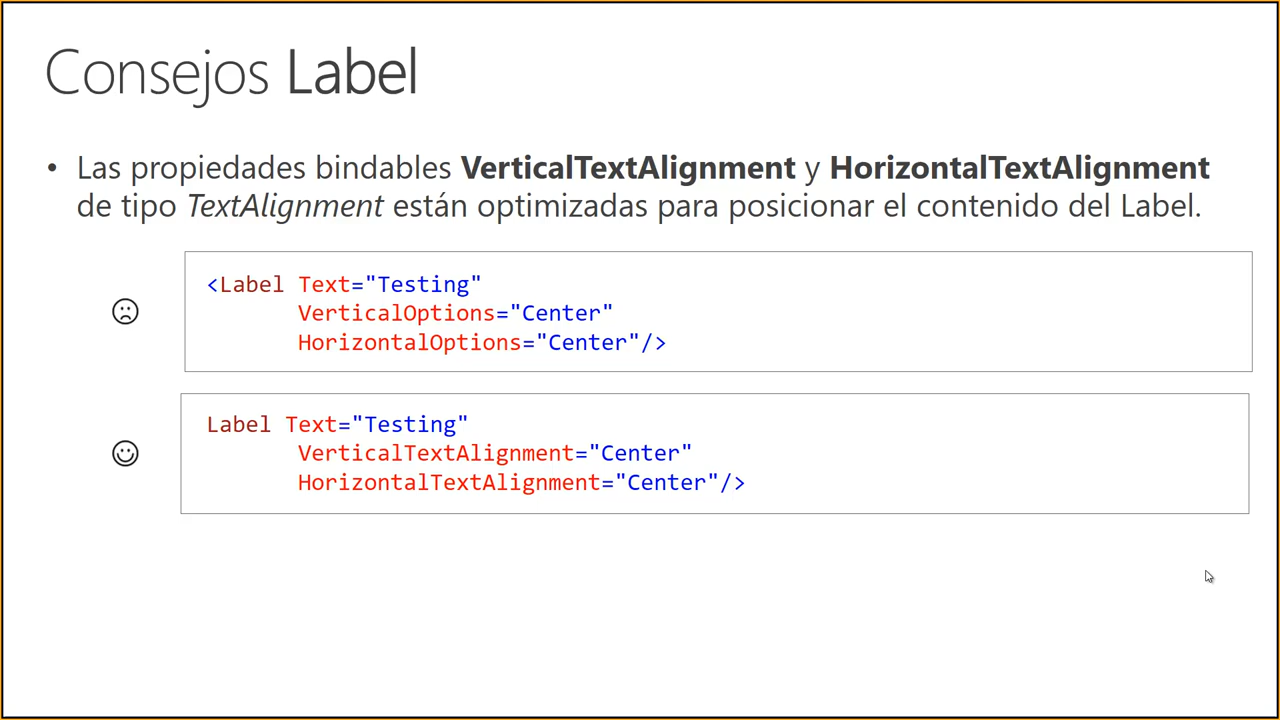 Consejos Label
• Las propiedades bindables VerticalTextAlignment y HorizontalTextAlignment
de tipo TextAlignment están optimizadas para posicionar el contenido del Label.
<Label Text="Testing"
VerticalOptions="Center"
HorizontalOptions="Center"/>
Label Text="Testing"
VerticalTextAlignment="Center"
HorizontalTextAlignment="Center"/>